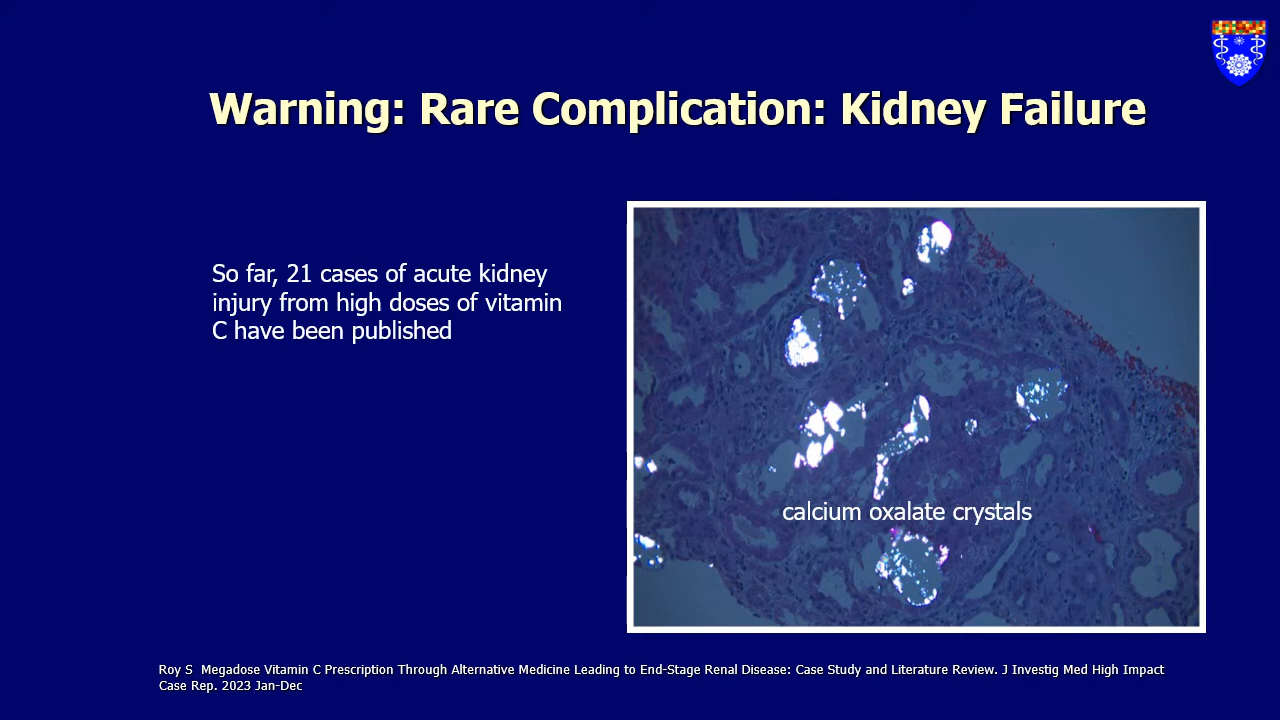 Warning: Rare Complication: Kidney Failure
So far, 21 cases of acute kidney
injury from high doses of vitamin
C have been published
calcium oxalate crystals
Roy S  Megadose Vitamin C Prescription Through Alternative Medicine Leading to End-Stage Renal Disease: Case Study and Literature Review. J Investig Med High Impact
Case Rep. 2023 Jan-Dec